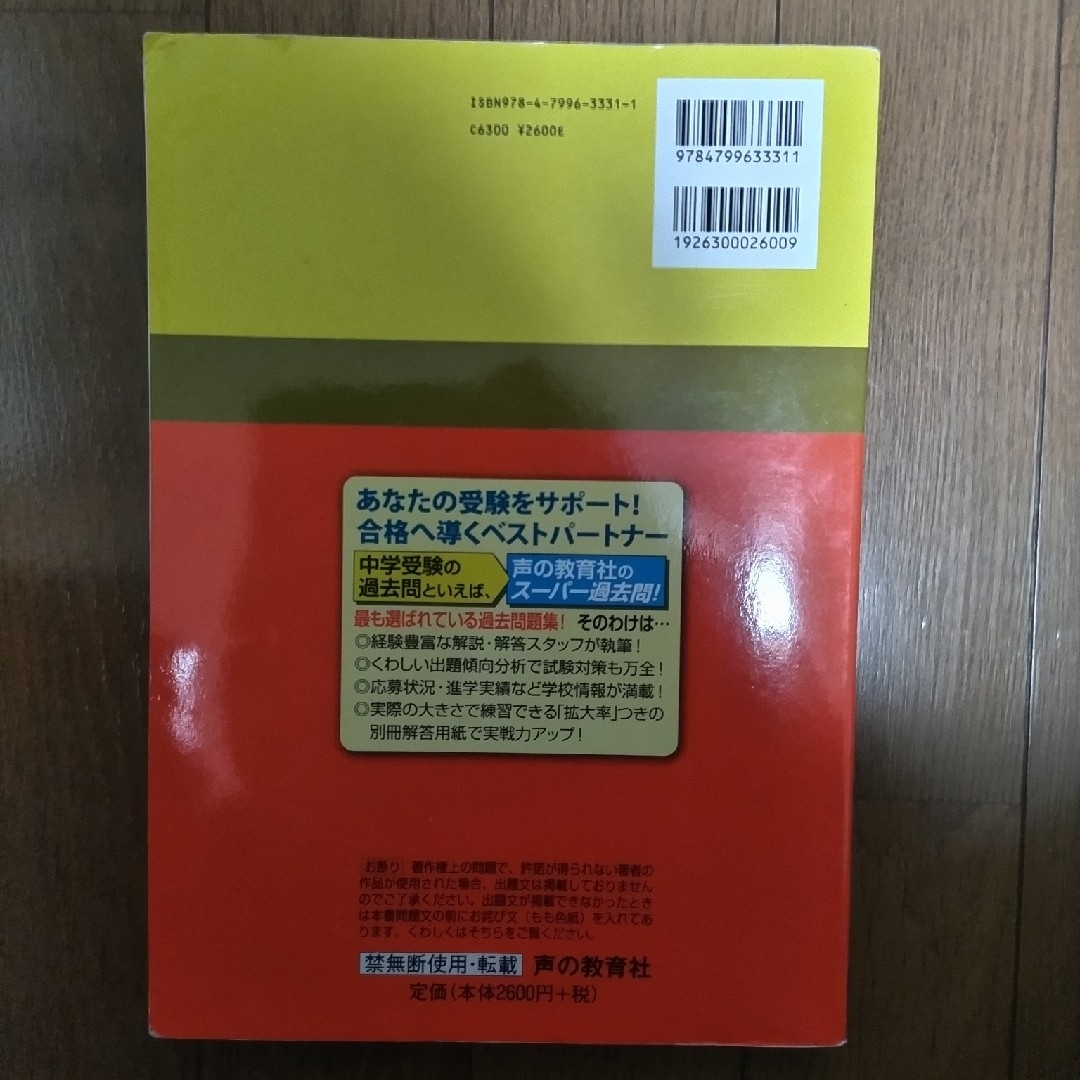 ISBN978-4-7996-3331-1
C6300 ¥2600E
9784799633311
1926300026009
あなたの受験をサポート!
合格へ導くベストパートナー
中学受験の
過去問といえば、
声の教育社の
スーパー過去問!
最も選ばれている過去問題集! そのわけは…
◎経験豊富な解説・解答スタッフが執筆!
◎くわしい出題傾向分析で試験対策も万全!
◎応募状況・進学実績など学校情報が満載!
◎実際の大きさで練習できる「拡大率」つきの
別冊解答用紙で実戦力アップ!
お断り 著作権上の問題で、許諾が得られない著者の
作品が使用された場合、出題文は掲載しておりません
のでご了承ください。出題文が掲載できなかったとき
は本書問題文の前にお詫び文(もも色紙)を入れてあ
ります。くわしくはそちらをご覧ください。
禁無断使用・転載 声の教育社
定価(本体2600円+税)